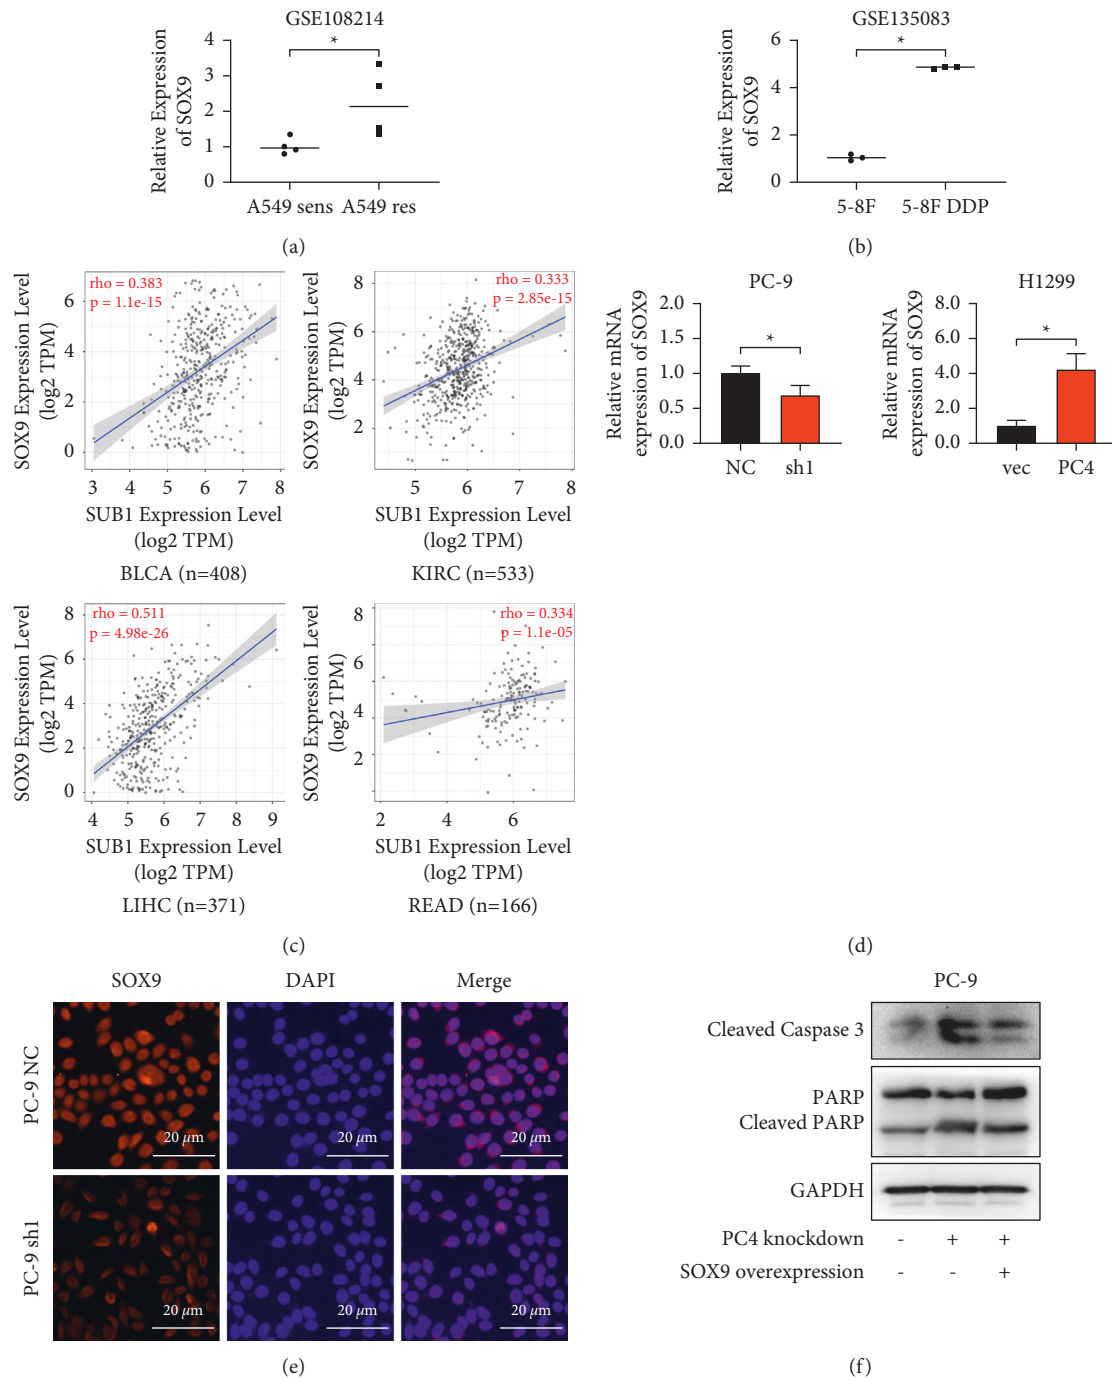 GSE108214
Relative Expression
of SOX9
4
3
2
1
0
*
A549 sens A549 res
(a)
GSE135083
Relative Expression
of SOX9
6
4
2
0
*
5-8F 5-8F DDP
(b)
SOX9 Expression Level
(log2 TPM)
rho = 0.383
p = 1.1e-15
6
4
2
0
3 4 5 6 7 8
SUB1 Expression Level
(log2 TPM)
BLCA (n=408)
SOX9 Expression Level
(log2 TPM)
rho = 0.333
p = 2.85e-15
8
6
4
2
5 6 7 8
SUB1 Expression Level
(log2 TPM)
KIRC (n=533)
SOX9 Expression Level
(log2 TPM)
rho = 0.511
p = 4.98e-26
8
6
4
2
0
4 5 6 7 8 9
SUB1 Expression Level
(log2 TPM)
LIHC (n=371)
SOX9 Expression Level
(log2 TPM)
rho = 0.334
p = 1.1e-05
8
6
4
2
0
2 4 6
SUB1 Expression Level
(log2 TPM)
READ (n=166)
(c)
PC-9
Relative mRNA
expression of SOX9
2.0
1.5
1.0
0.5
0.0
*
NC sh1
H1299
Relative mRNA
expression of SOX9
8.0
6.0
4.0
2.0
0.0
*
vec PC4
(d)
SOX9 DAPI Merge
PC-9 NC
20 µm 20 µm 20 µm
PC-9 sh1
20 µm 20 µm 20 µm
(e)
PC-9
Cleaved Caspase 3
PARP
Cleaved PARP
GAPDH
PC4 knockdown - + +
SOX9 overexpression - - +
(f)